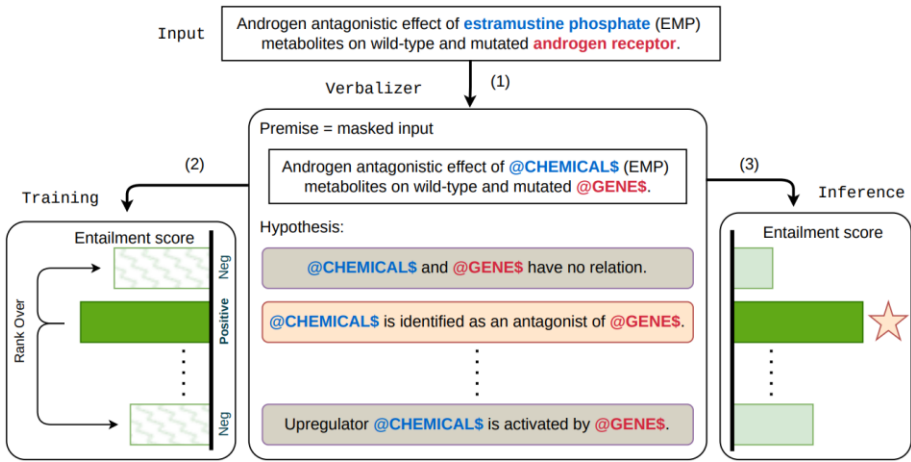 Input
Androgen antagonistic effect of estramustine phosphate (EMP)
metabolites on wild-type and mutated androgen receptor.
(1)
Verbalizer
Premise = masked input
Androgen antagonistic effect of @CHEMICAL$ (EMP)
metabolites on wild-type and mutated @GENE$.
Hypothesis:
@CHEMICAL$ and @GENE$ have no relation.
@CHEMICAL$ is identified as an antagonist of @GENE$.
Upregulator @CHEMICAL$ is activated by @GENE$.
(2)
Training
Entailment score
Rank Over
Neg
Positive
Neg
(3)
Inference
Entailment score